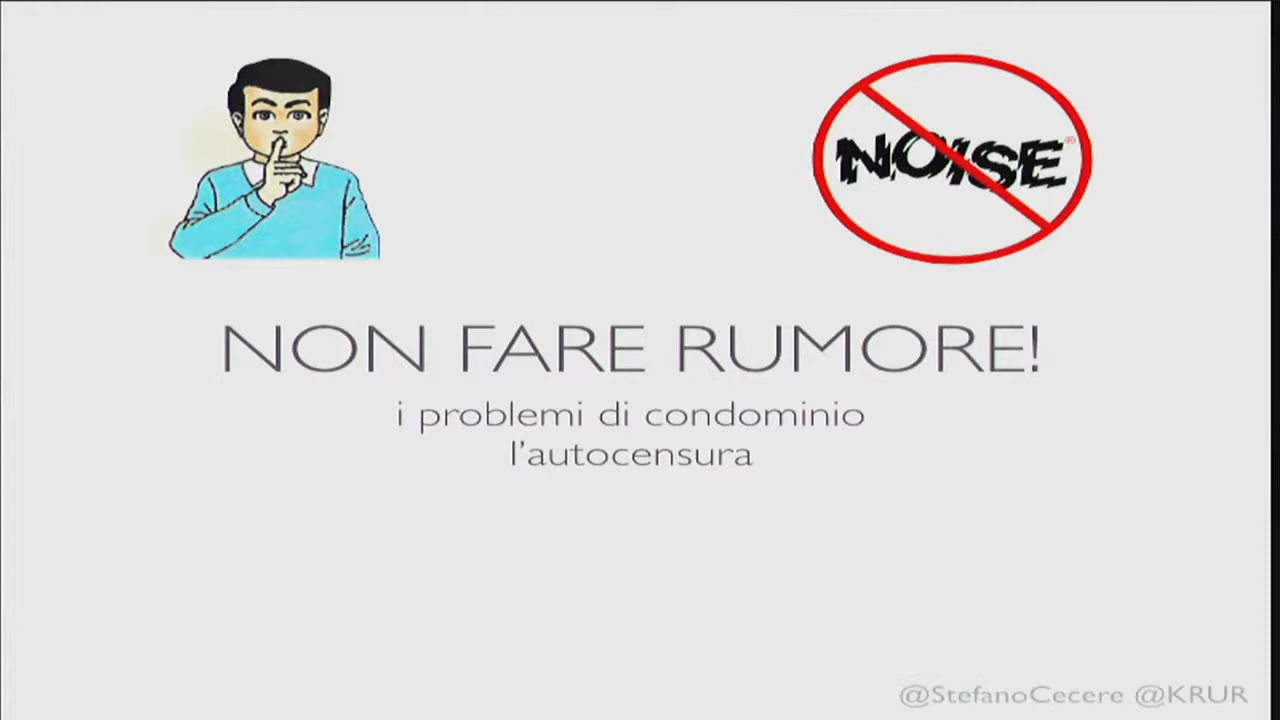 NOISE®
NON FARE RUMORE!
i problemi di condominio
l'autocensura
@StefanoCecere @KRUR